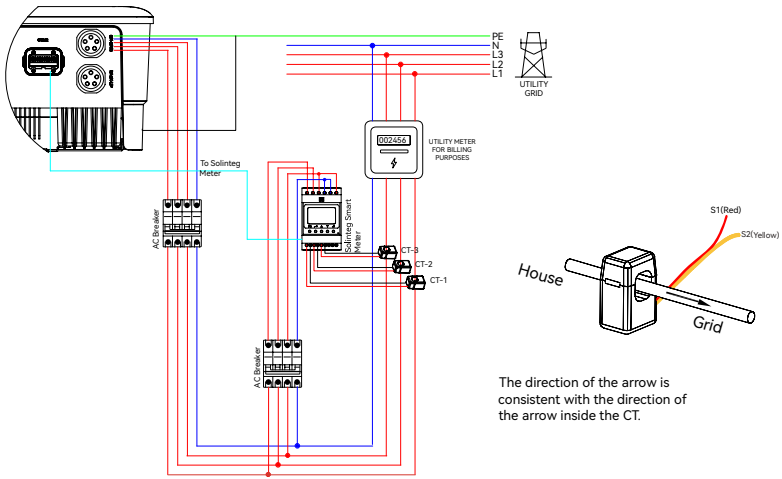 PE
N
L3
L2
L1
UTILITY
GRID
002456
UTILITY METER
FOR BILLING
PURPOSES
To Solinteg
Meter
AC Breaker
Solinteg Smart
Meter
CT-3
CT-2
CT-1
AC Breaker
S1(Red)
S2(Yellow)
House
Grid
The direction of the arrow is
consistent with the direction of
the arrow inside the CT.